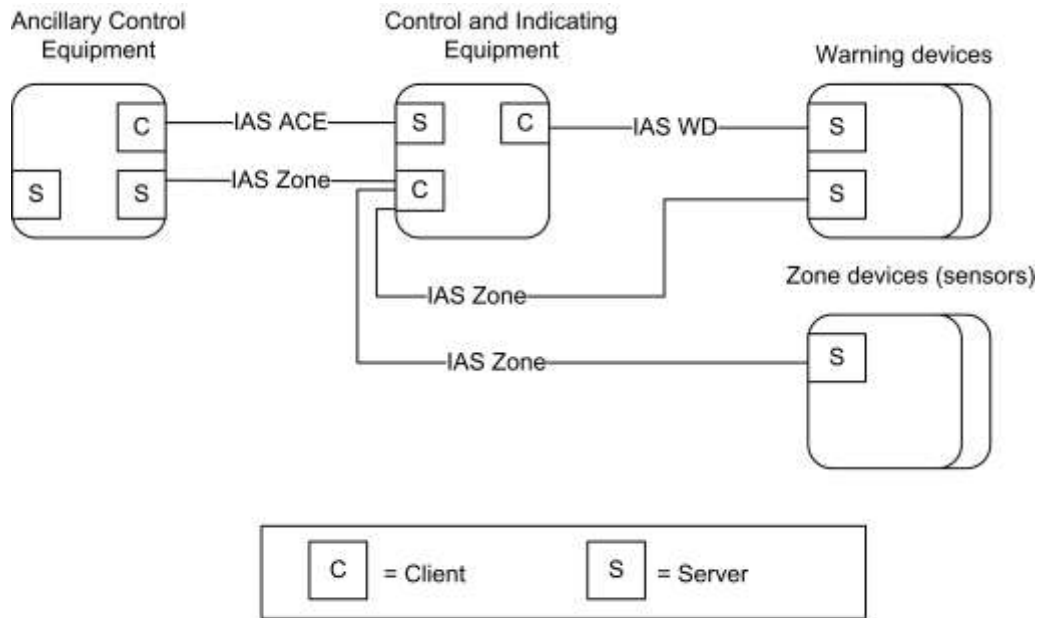 Ancillary Control
Equipment
Control and Indicating
Equipment
Warning devices
C
IAS ACE
S
C
IAS WD
S
S
S
IAS Zone
C
S
IAS Zone
Zone devices (sensors)
IAS Zone
S
C
= Client
S
= Server